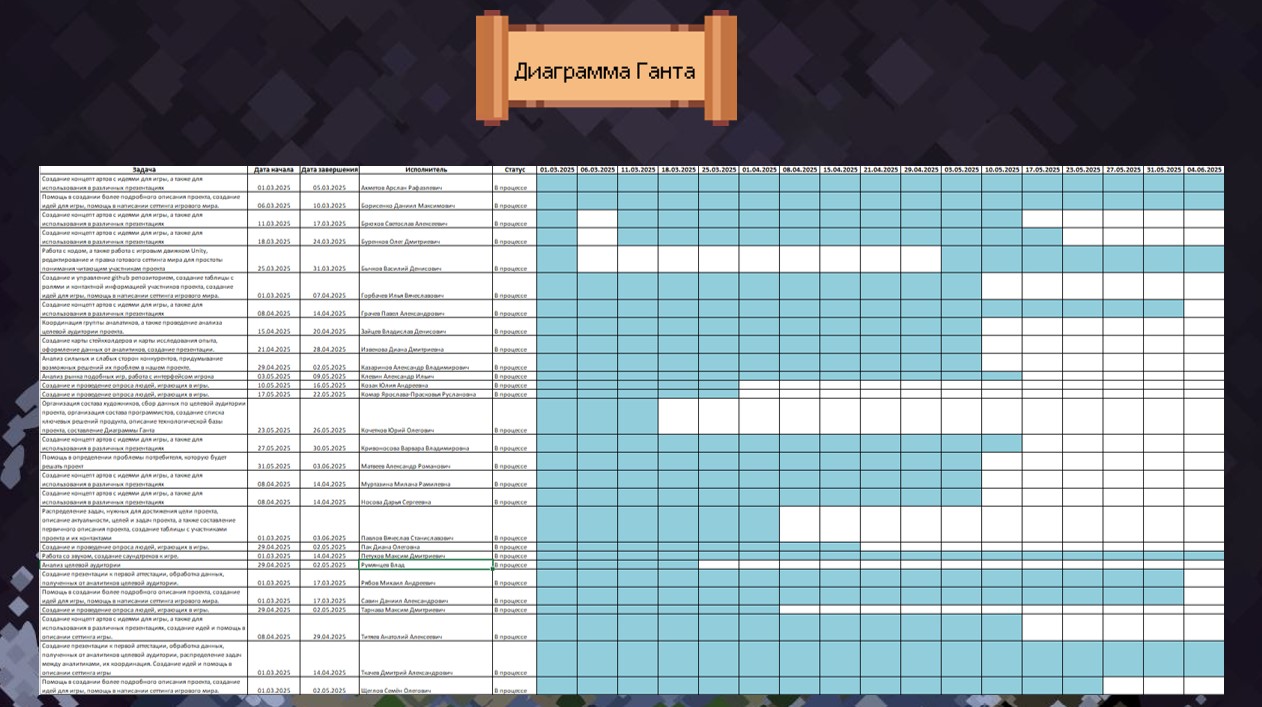 Диаграмма Ганта
Задача Дата начала Дата завершения Исполнитель Статус 01.03.2025 06.03.2025 11.03.2025 18.03.2025 25.03.2025 01.04.2025 08.04.2025 15.04.2025 21.04.2025 29.04.2025 03.05.2025 10.05.2025 17.05.2025 23.05.2025 27.05.2025 31.05.2025 04.06.2025
Создание концепт артов с идеями для игры, а также для
использования в различных презентациях 01.03.2025 05.03.2025 Ахметов Арслан Рафаэлевич В процессе
Помощь в создании более подробного описания проекта, создание
идей для игры, помощь в написании сеттинга игрового мира. 06.03.2025 10.03.2025 Борисенко Даниил Максимович В процессе
Создание концепт артов с идеями для игры, а также для
использования в различных презентациях 11.03.2025 17.03.2025 Брюхов Светослав Алексеевич В процессе
Создание концепт артов с идеями для игры, а также для
использования в различных презентациях 18.03.2025 24.03.2025 Буренков Олег Дмитриевич В процессе
Работа с кодом, а также работа с игровым движком Unity,
редактирование и правка готового сеттинга мира для простоты
понимания читающим участникам проекта 25.03.2025 31.03.2025 Бычков Василий Денисович В процессе
Создание и управление github репозиторием, создание таблицы с
ролями и контактной информацией участников проекта, создание
идей для игры, помощь в написании сеттинга игрового мира. 01.03.2025 07.04.2025 Горбачев Илья Вячеславович В процессе
Создание концепт артов с идеями для игры, а также для
использования в различных презентациях 08.04.2025 14.04.2025 Грачев Павел Александрович В процессе
Координация группы аналитиков, а также проведение анализа
целевой аудитории проекта. 15.04.2025 20.04.2025 Зайцев Владислав Денисович В процессе
Создание карты стейкхолдеров и карты исследования опыта,
оформление данных от аналитиков, создание презентации. 21.04.2025 28.04.2025 Извекова Диана Дмитриевна В процессе
Анализ сильных и слабых сторон конкурентов, придумывание
возможных решений их проблем в нашем проекте. 29.04.2025 02.05.2025 Казаринов Александр Владимирович В процессе
Анализ рынка подобных игр, работа с интерфейсом игрока 03.05.2025 09.05.2025 Клевин Александр Ильич В процессе
Создание и проведение опроса людей, играющих в игры. 10.05.2025 16.05.2025 Козак Юлия Андреевна В процессе
Создание и проведение опроса людей, играющих в игры. 17.05.2025 22.05.2025 Комар Ярослава-Прасковья Руслановна В процессе
Организация состава художников, сбор данных по целевой аудитории
проекта, организация состава программистов, создание списка
ключевых решений продукта, описание технологической базы
проекта, составление Диаграммы Ганта 23.05.2025 26.05.2025 Кочетков Юрий Олегович В процессе
Создание концепт артов с идеями для игры, а также для
использования в различных презентациях 27.05.2025 30.05.2025 Кривоносова Варвара Владимировна В процессе
Помощь в определении проблемы потребителя, которую будет
решать проект 31.05.2025 03.06.2025 Матвеев Александр Романович В процессе
Создание концепт артов с идеями для игры, а также для
использования в различных презентациях 08.04.2025 14.04.2025 Муртазина Милана Рамилевна В процессе
Создание концепт артов с идеями для игры, а также для
использования в различных презентациях 08.04.2025 14.04.2025 Носова Дарья Сергеевна В процессе
Распределение задач, нужных для достижения цели проекта,
описание актуальности, целей и задач проекта, а также составление
первичного описания проекта, создание таблицы с участниками
проекта и их контактами 01.03.2025 03.06.2025 Павлов Вячеслав Станиславович В процессе
Создание и проведение опроса людей, играющих в игры. 29.04.2025 02.05.2025 Пак Диана Олеговна В процессе
Работа со звуком, создание саундтреков к игре. 01.03.2025 14.04.2025 Петухов Максим Дмитриевич В процессе
Анализ целевой аудитории 29.04.2025 02.05.2025 Румянцев Влад В процессе
Создание презентации к первой аттестации, обработка данных,
полученных от аналитиков целевой аудитории. 01.03.2025 17.03.2025 Рябов Михаил Андреевич В процессе
Помощь в создании более подробного описания проекта, создание
идей для игры, помощь в написании сеттинга игрового мира. 01.03.2025 17.03.2025 Савин Даниил Александрович В процессе
Создание и проведение опроса людей, играющих в игры. 29.04.2025 02.05.2025 Тарнава Максим Дмитриевич В процессе
Создание концепт артов с идеями для игры, а также для
использования в различных презентациях, создание идей и помощь в
описании сеттинга игры. 08.04.2025 29.04.2025 Титяев Анатолий Алексеевич В процессе
Создание презентации к первой аттестации, обработка данных,
полученных от аналитиков целевой аудитории, распределение задач
между аналитиками, их координация. Создание идей и помощь в
описании сеттинга игры 01.03.2025 14.04.2025 Ткачев Дмитрий Александрович В процессе
Помощь в создании более подробного описания проекта, создание
идей для игры, помощь в написании сеттинга игрового мира. 01.03.2025 02.05.2025 Щеглов Семён Олегович В процессе